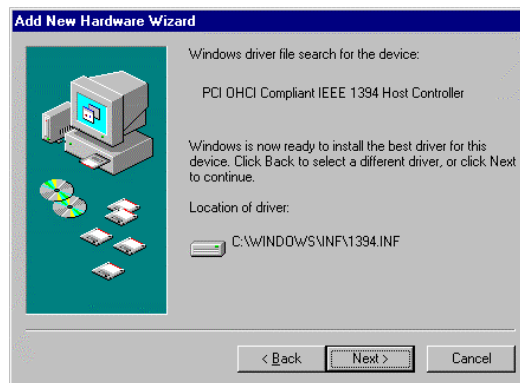 Add New Hardware Wizard
Windows driver file search for the device:
PCI OHCI Compliant IEEE 1394 Host Controller
Windows is now ready to install the best driver for this
device. Click Back to select a different driver, or click Next
to continue.
Location of driver:
C:\WINDOWS\INF\1394.INF
< Back
Next >
Cancel